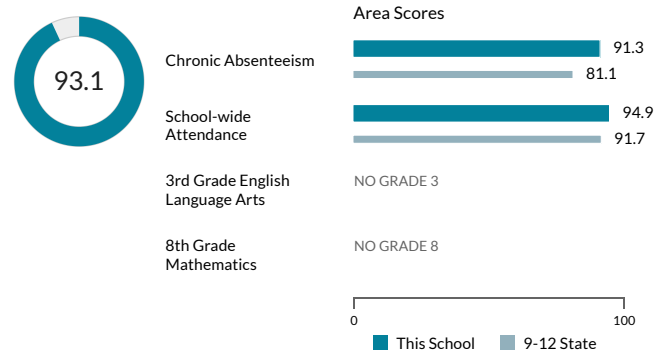 Area Scores
93.1
Chronic Absenteeism
91.3
81.1
School-wide
Attendance
94.9
91.7
3rd Grade English
Language Arts
NO GRADE 3
8th Grade
Mathematics
NO GRADE 8
0
100
This School
9-12 State